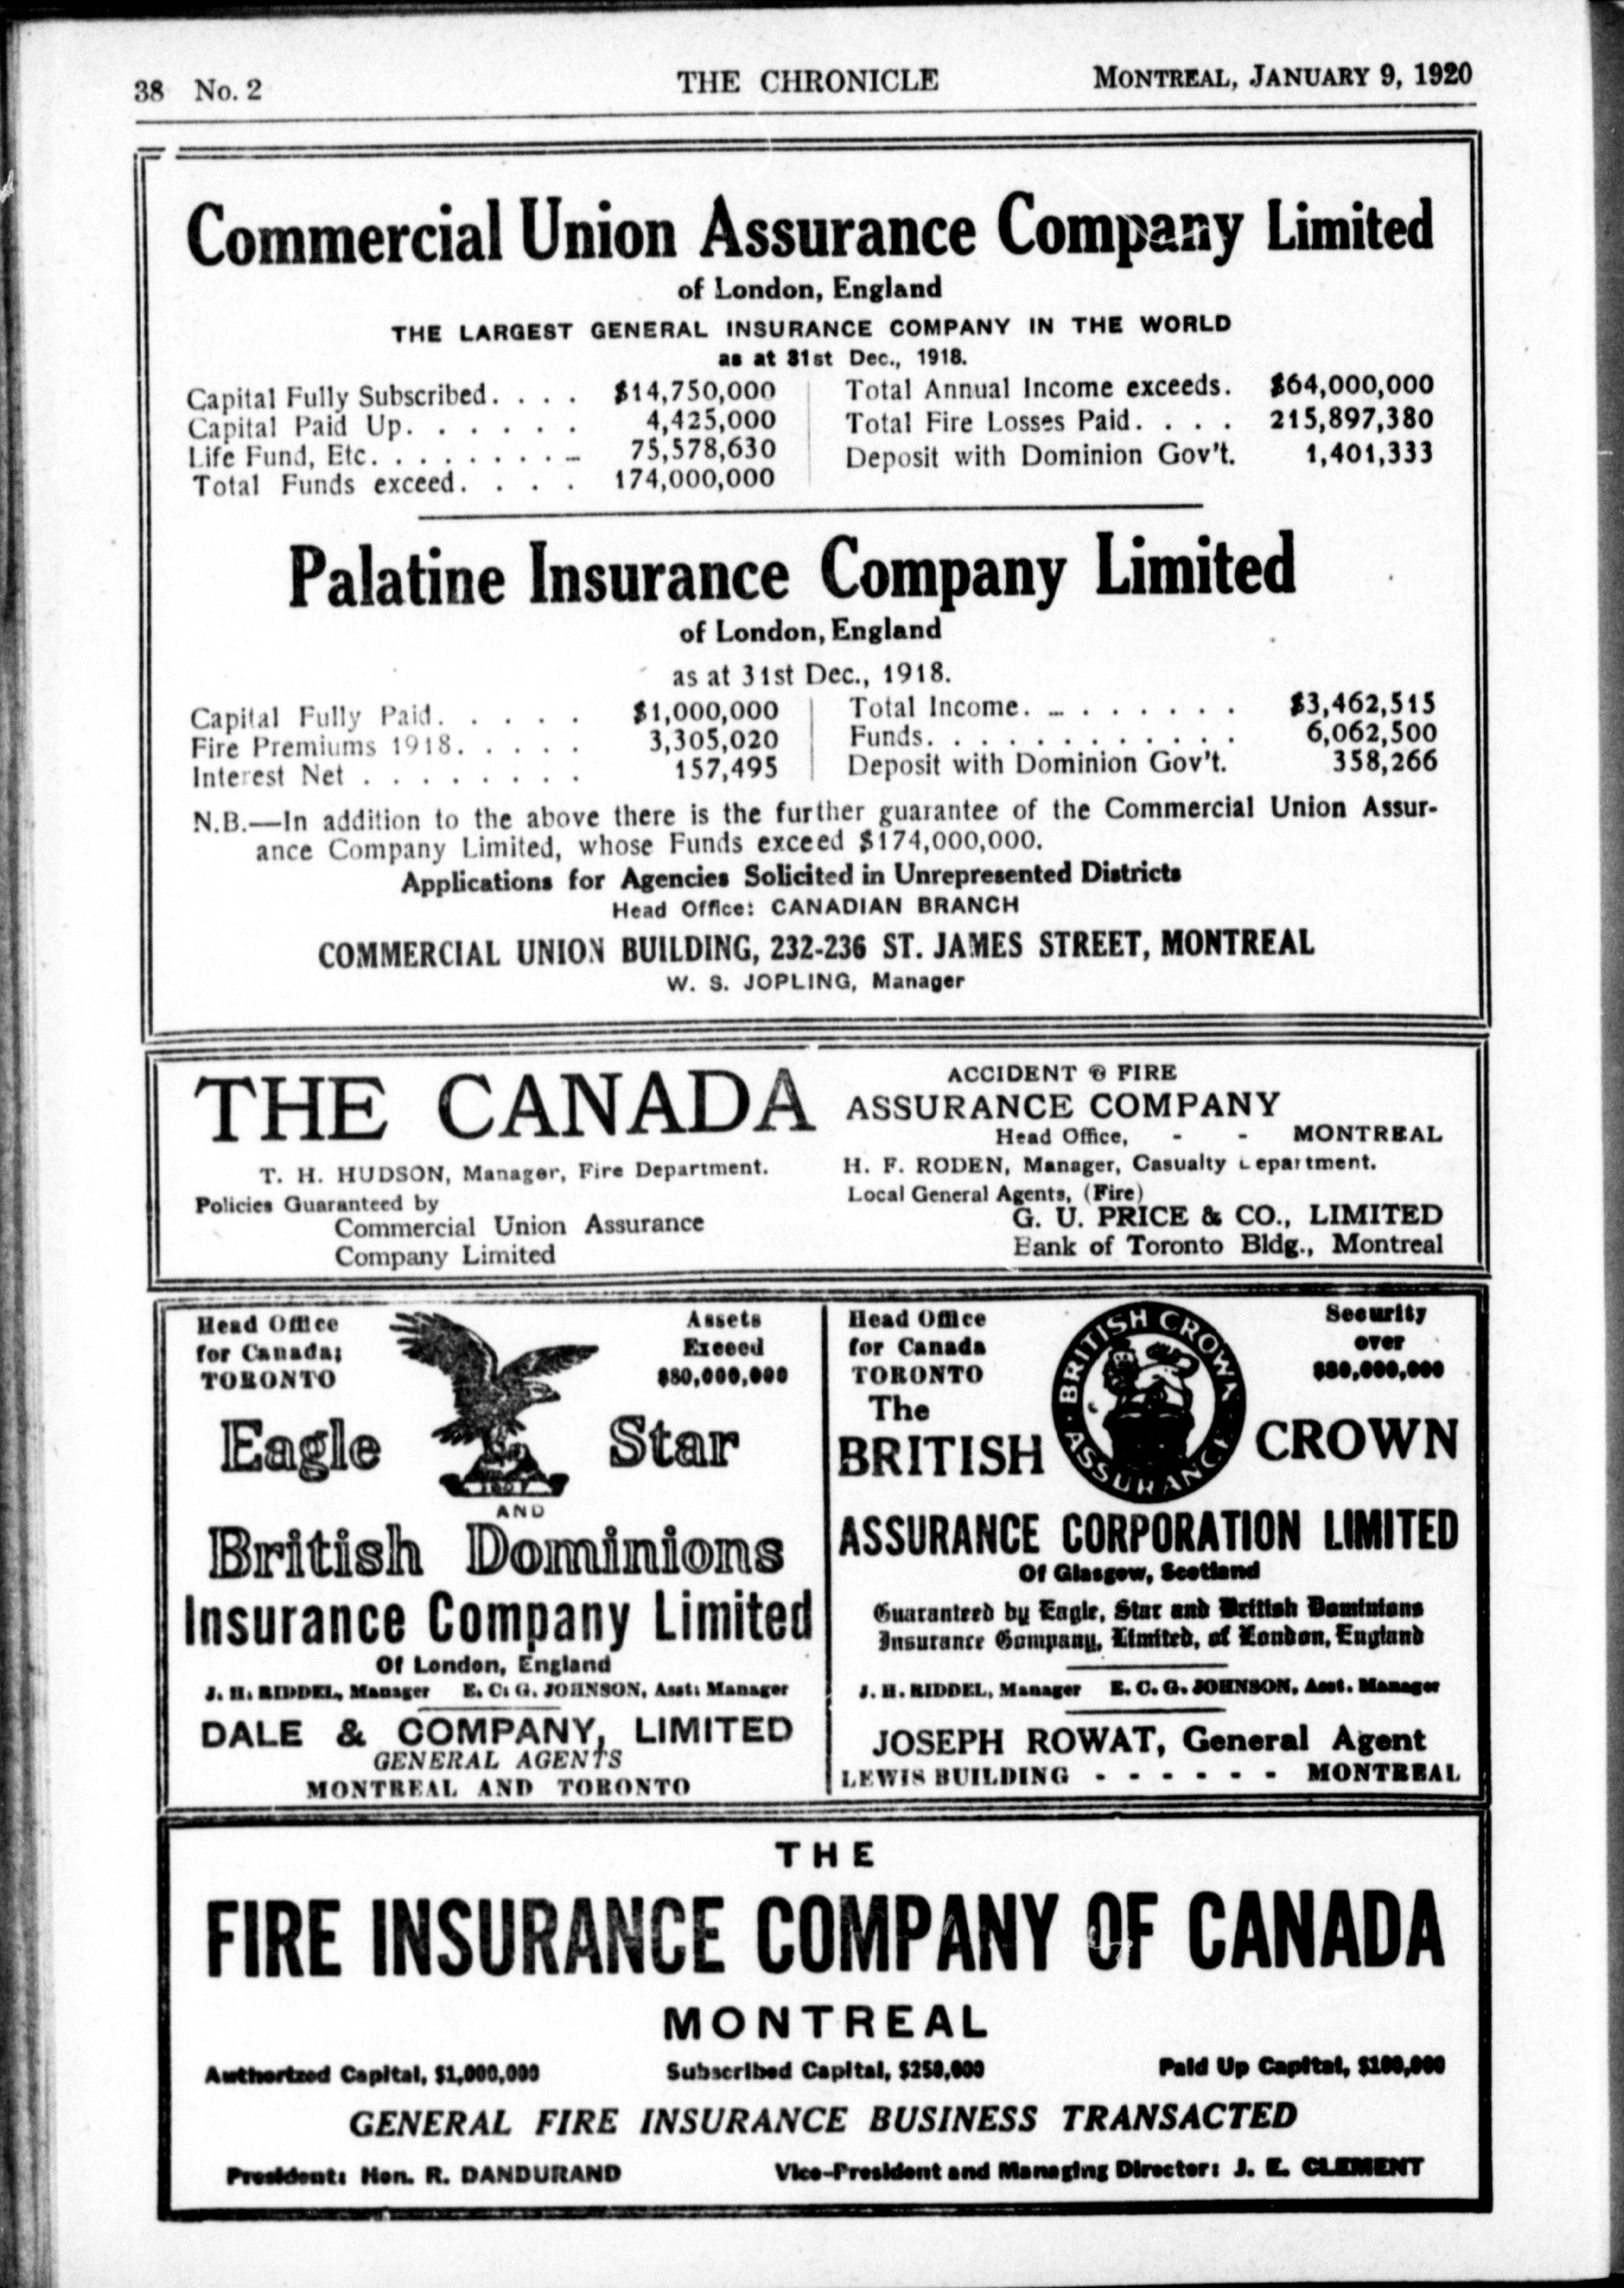 38 No. 2 THE CHRONICLE MONTREAL, JANUARY 9, 1920
Commercial Union Assurance Company Limited
of London, England
THE LARGEST GENERAL INSURANCE COMPANY IN THE WORLD
as at 31st Dec., 1918.
Capital Fully Subscribed. . . . $14,750,000
Capital Paid Up. . . . . . . 4,425,000
Life Fund, Etc. . . . . . . . . 75,578,630
Total Funds exceed. . . . 174,000,000
Total Annual Income exceeds. $64,000,000
Total Fire Losses Paid. . . . 215,897,380
Deposit with Dominion Gov't. 1,401,333
Palatine Insurance Company Limited
of London, England
as at 31st Dec., 1918.
Capital Fully Paid. . . . . . $1,000,000
Fire Premiums 1918. . . . . . 3,305,020
Interest Net . . . . . . . . 157,495
Total Income. . . . . . . . . $3,462,515
Funds. . . . . . . . . . . . . 6,062,500
Deposit with Dominion Gov't. 358,266
N.B.—In addition to the above there is the further guarantee of the Commercial Union Assur-
ance Company Limited, whose Funds exceed $174,000,000.
Applications for Agencies Solicited in Unrepresented Districts
Head Office: CANADIAN BRANCH
COMMERCIAL UNION BUILDING, 232-236 ST. JAMES STREET, MONTREAL
W. S. JOPLING, Manager
THE CANADA
ACCIDENT & FIRE
ASSURANCE COMPANY
Head Office, - - MONTREAL
T. H. HUDSON, Manager, Fire Department.
H. F. RODEN, Manager, Casualty Department.
Policies Guaranteed by
Commercial Union Assurance
Company Limited
Local General Agents, (Fire)
G. U. PRICE & CO., LIMITED
Bank of Toronto Bldg., Montreal
Head Office
for Canada;
TORONTO
Assets
Exceed
$80,000,000
Eagle Star
1807
AND
British Dominions
Insurance Company Limited
Of London, England
J. H. RIDDEL, Manager E. C. G. JOHNSON, Asst. Manager
DALE & COMPANY, LIMITED
GENERAL AGENTS
MONTREAL AND TORONTO
Head Office
for Canada
TORONTO
BRITISH CROWN ASSURANCE
Security
over
$80,000,000
The
BRITISH CROWN
ASSURANCE CORPORATION LIMITED
Of Glasgow, Scotland
Guaranteed by Eagle, Star and British Dominions
Insurance Company, Limited, of London, England
J. H. RIDDEL, Manager E. C. G. JOHNSON, Asst. Manager
JOSEPH ROWAT, General Agent
LEWIS BUILDING - - - - - - MONTREAL
THE
FIRE INSURANCE COMPANY OF CANADA
MONTREAL
Authorized Capital, $1,000,000 Subscribed Capital, $250,000 Paid Up Capital, $100,000
GENERAL FIRE INSURANCE BUSINESS TRANSACTED
President: Hon. R. DANDURAND Vice-President and Managing Director: J. E. CLEMENT